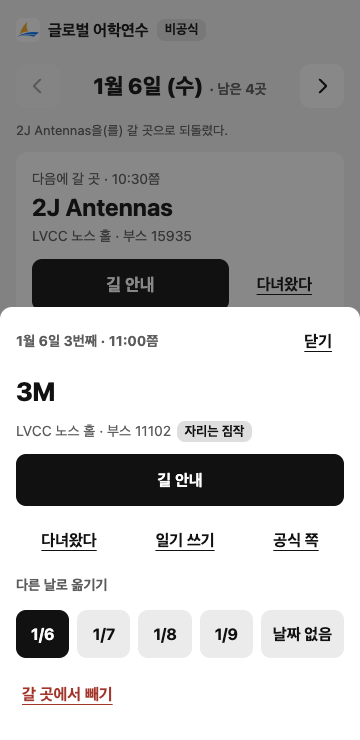 글로벌 어학연수 비공식
1월 6일 (수) · 남은 4곳
2J Antennas을(를) 갈 곳으로 되돌렸다.
다음에 갈 곳 · 10:30쯤
2J Antennas
LVCC 노스 홀 · 부스 15935
길 안내 다녀왔다
1월 6일 3번째 · 11:00쯤 닫기
3M
LVCC 노스 홀 · 부스 11102 자리는 짐작
길 안내
다녀왔다 일기 쓰기 공식 쪽
다른 날로 옮기기
1/6 1/7 1/8 1/9 날짜 없음
갈 곳에서 빼기